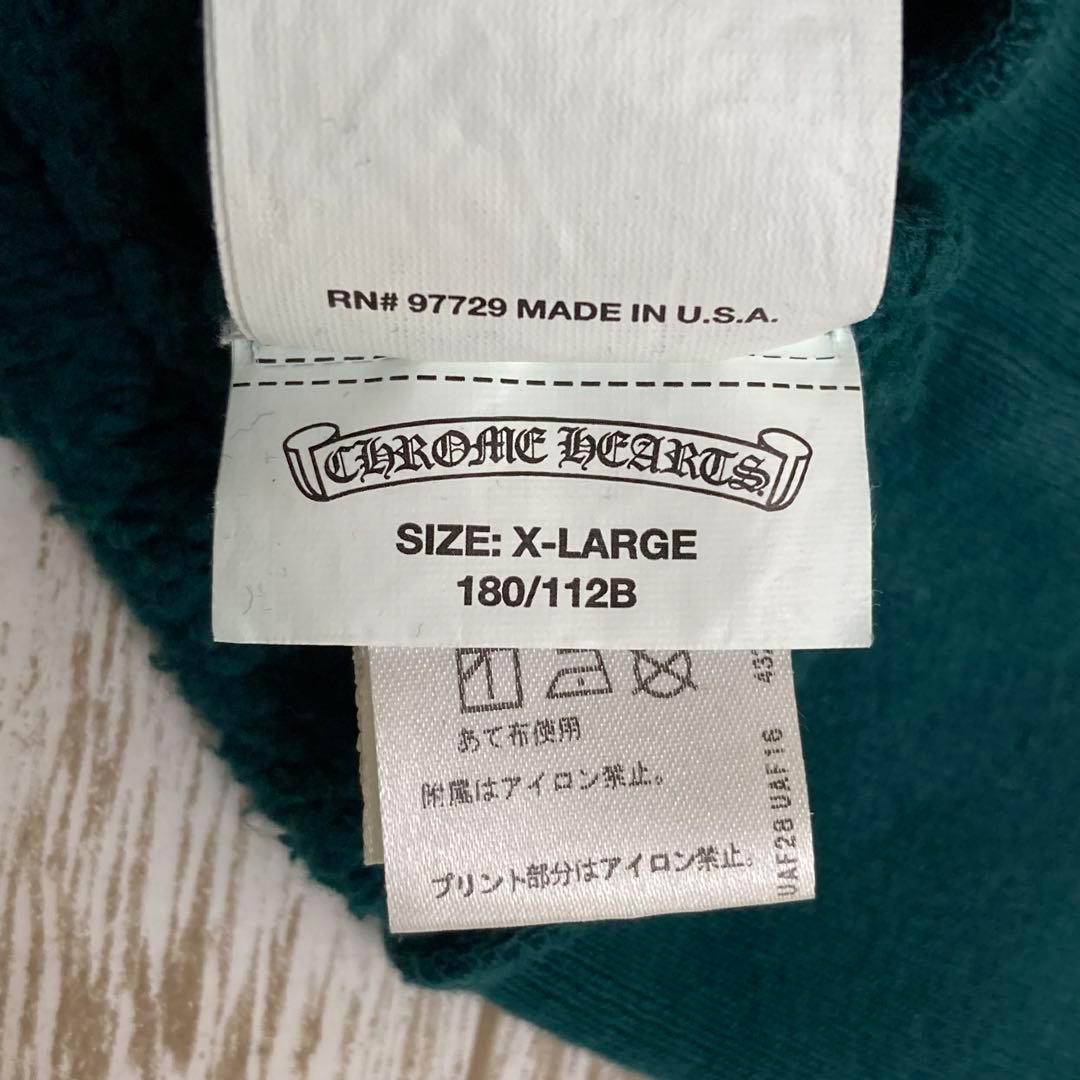 RN# 97729 MADE IN U.S.A.
CHROME HEARTS
SIZE: X-LARGE
180/112B
あて布使用
附属はアイロン禁止。
プリント部分はアイロン禁止。
UAF28 UAF16